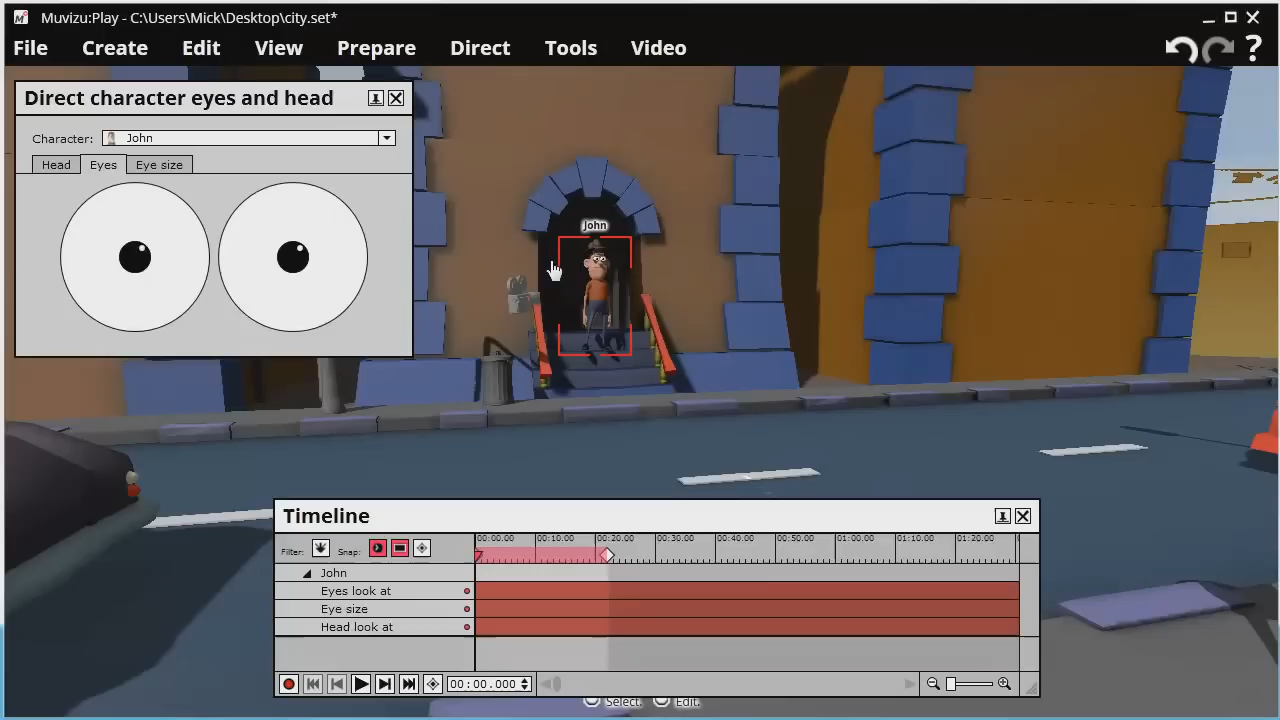 Muvizu:Play - C:\Users\Mick\Desktop\city.set*
File Create Edit View Prepare Direct Tools Video ?
Direct character eyes and head
Character: John
Head Eyes Eye size
John
Timeline
Filter: Snap:
00:00.00 00:10.00 00:20.00 00:30.00 00:40.00 00:50.00 01:00.00 01:10.00 01:20.00
John
Eyes look at
Eye size
Head look at
00:00.000
Select. Edit.